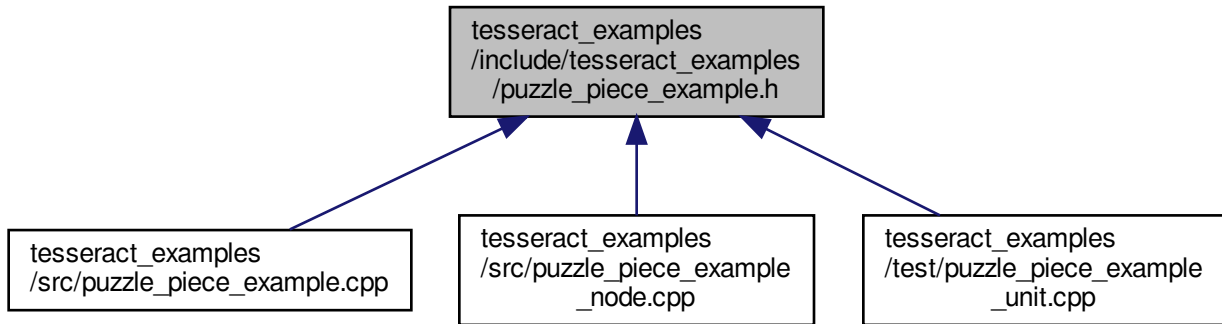 tesseract_examples
/include/tesseract_examples
/puzzle_piece_example.h
tesseract_examples
/src/puzzle_piece_example.cpp
tesseract_examples
/src/puzzle_piece_example
_node.cpp
tesseract_examples
/test/puzzle_piece_example
_unit.cpp